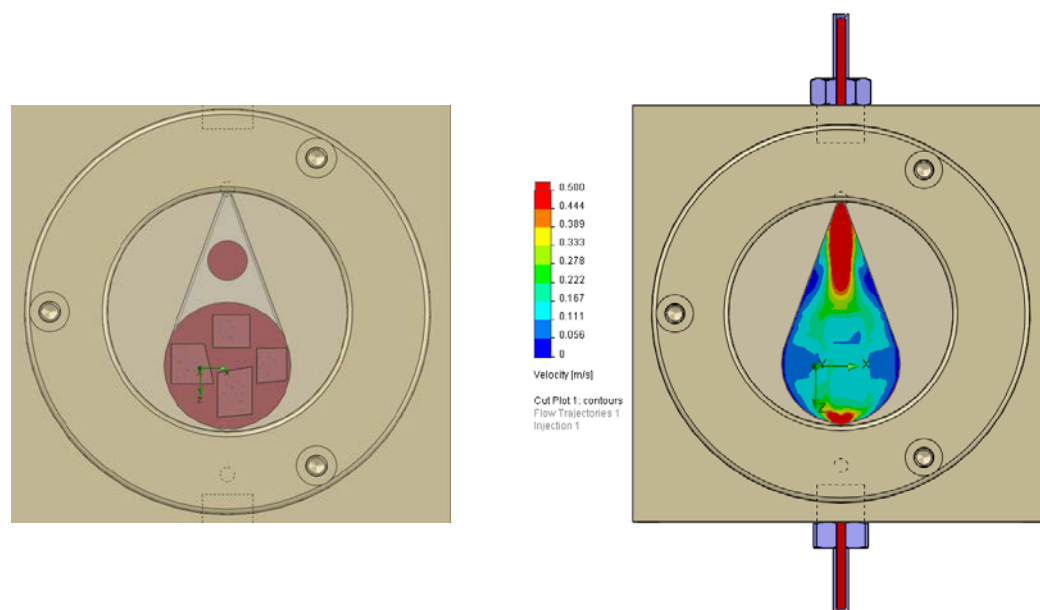 X
Z
0.500
0.444
0.389
0.333
0.278
0.222
0.167
0.111
0.056
0
Velocity [m/s]
Cut Plot 1: contours
Flow Trajectories 1
Injection 1
Y
X
Z